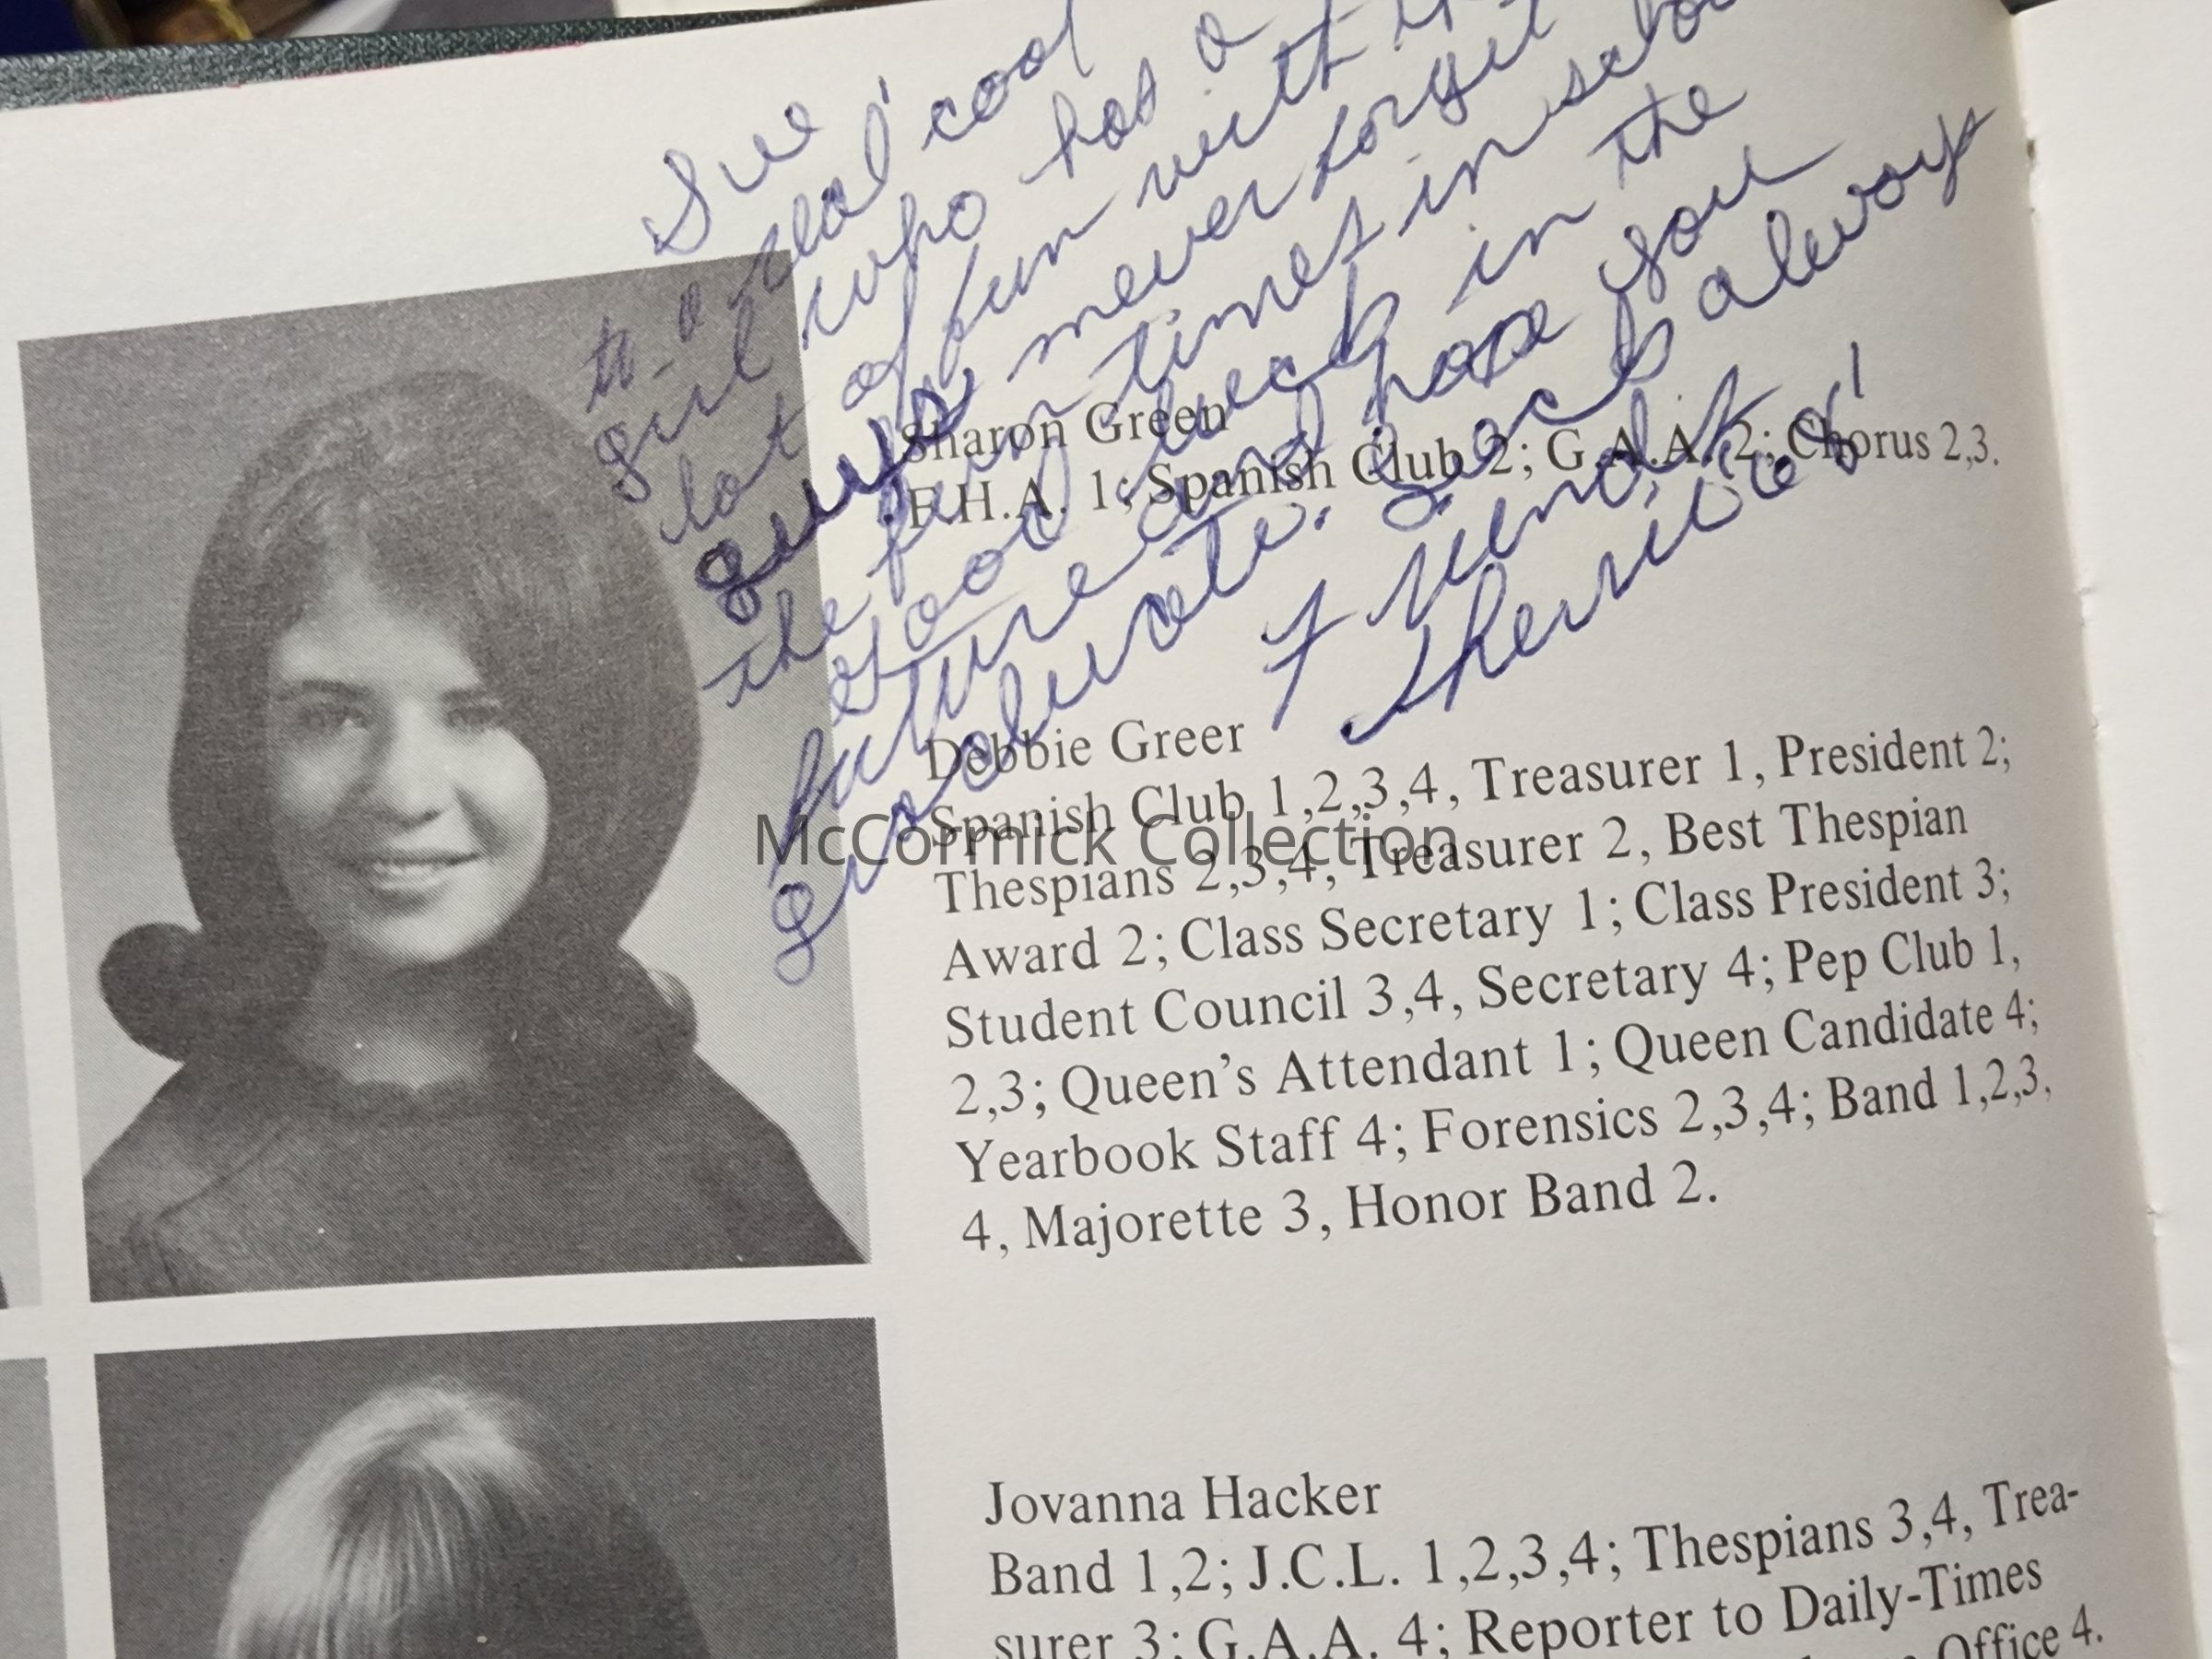 Sue
to a real cool
girl who has a
lot of fun with
guys never forget
the fun times in
good luck in the
future and hope you
graduate. Good luck always
Friend
Sharon Green
F.H.A. 1; Spanish Club 2; G.A.A. 2; Chorus 2,3.
Debbie Greer
Spanish Club 1,2,3,4, Treasurer 1, President 2;
Thespians 2,3,4, Treasurer 2, Best Thespian
Award 2; Class Secretary 1; Class President 3;
Student Council 3,4, Secretary 4; Pep Club 1,
2,3; Queen's Attendant 1; Queen Candidate 4;
Yearbook Staff 4; Forensics 2,3,4; Band 1,2,3,
4, Majorette 3, Honor Band 2.
McCormick Collection
Jovanna Hacker
Band 1,2; J.C.L. 1,2,3,4; Thespians 3,4, Trea-
surer 3; G.A.A. 4; Reporter to Daily-Times
Office 4.